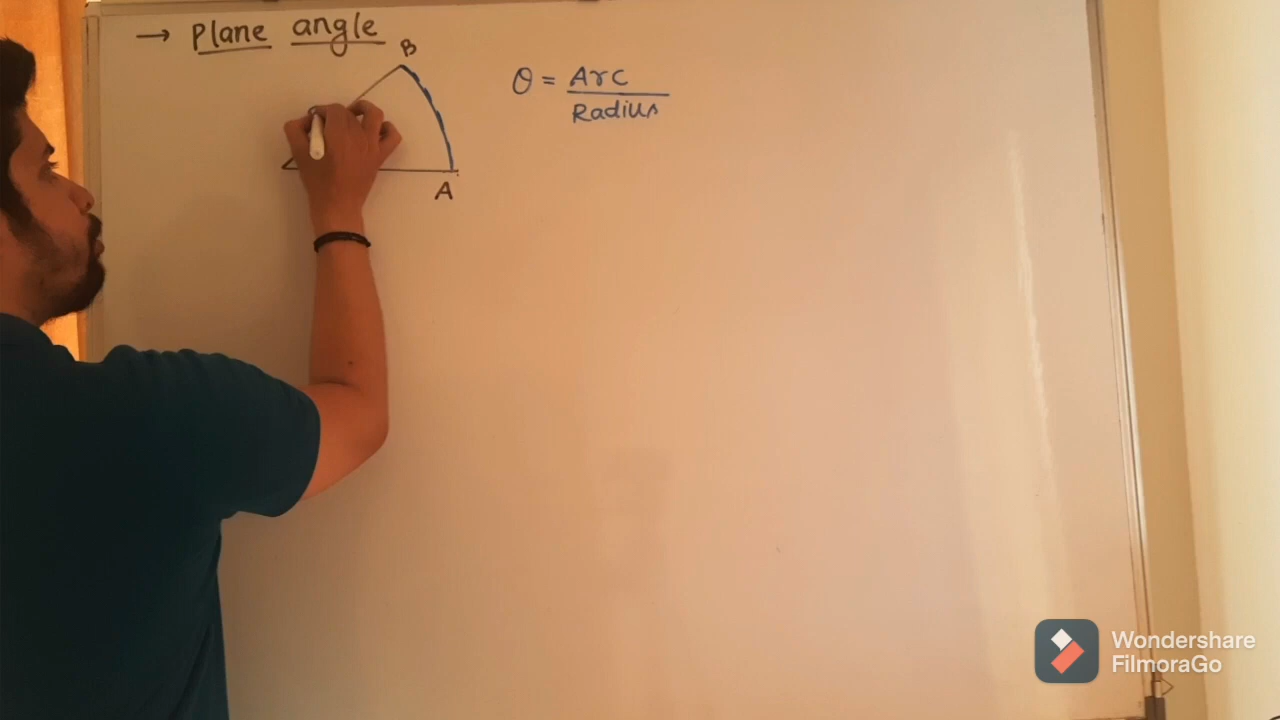 → Plane angle
B
θ = Arc
Radius
A
Wondershare
FilmoraGo